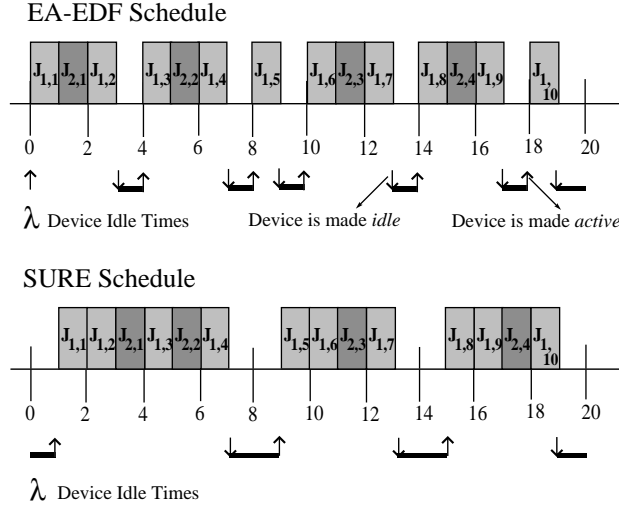 EA-EDF Schedule
J1,1 J2,1 J1,2 J1,3 J2,2 J1,4 J1,5 J1,6 J2,3 J1,7 J1,8 J2,4 J1,9 J1,10
0 2 4 6 8 10 12 14 16 18 20
λ Device Idle Times Device is made idle Device is made active
SURE Schedule
J1,1 J1,2 J2,1 J1,3 J2,2 J1,4 J1,5 J1,6 J2,3 J1,7 J1,8 J1,9 J2,4 J1,10
0 2 4 6 8 10 12 14 16 18 20
λ Device Idle Times